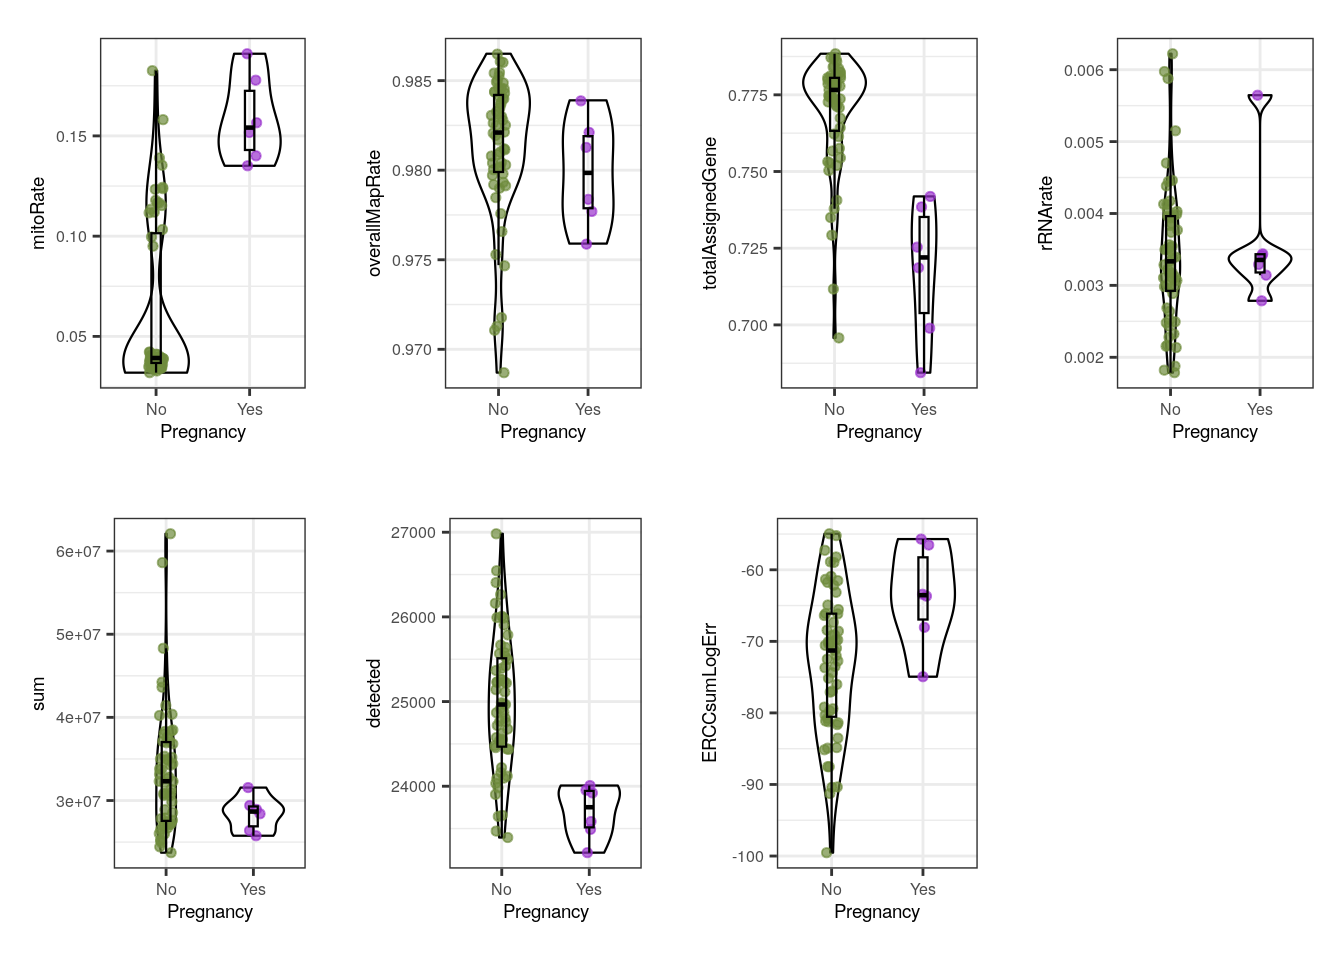 mitoRate
0.15
0.10
0.05
No Yes
Pregnancy
overallMapRate
0.985
0.980
0.975
0.970
No Yes
Pregnancy
totalAssignedGene
0.775
0.750
0.725
0.700
No Yes
Pregnancy
rRNArate
0.006
0.005
0.004
0.003
0.002
No Yes
Pregnancy
sum
6e+07
5e+07
4e+07
3e+07
No Yes
Pregnancy
detected
27000
26000
25000
24000
No Yes
Pregnancy
ERCCsumLogErr
-60
-70
-80
-90
-100
No Yes
Pregnancy